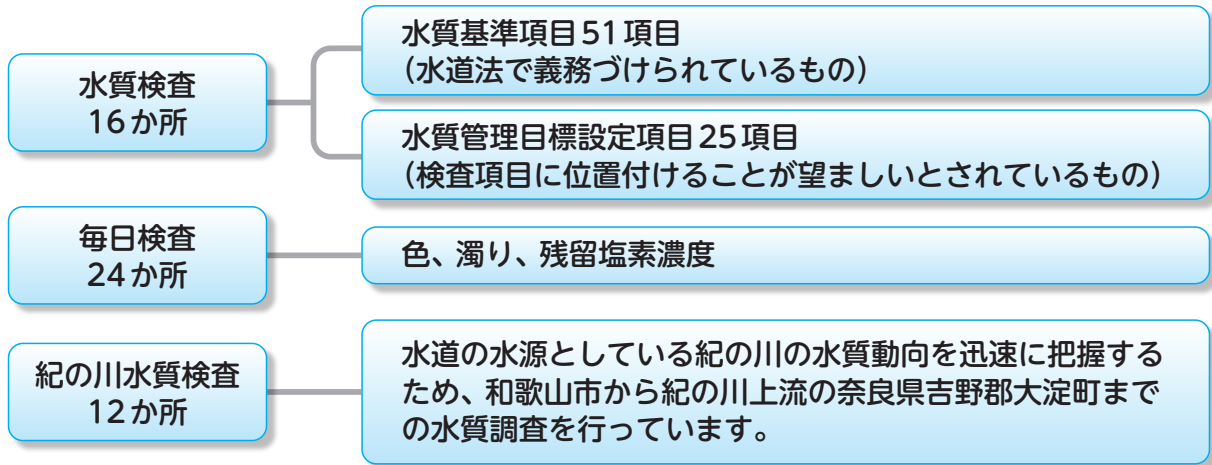 水質検査
16か所
水質基準項目51項目
（水道法で義務づけられているもの）
水質管理目標設定項目25項目
（検査項目に位置付けることが望ましいとされているもの）
毎日検査
24か所
色、濁り、残留塩素濃度
紀の川水質検査
12か所
水道の水源としている紀の川の水質動向を迅速に把握する
ため、和歌山市から紀の川上流の奈良県吉野郡大淀町まで
の水質調査を行っています。